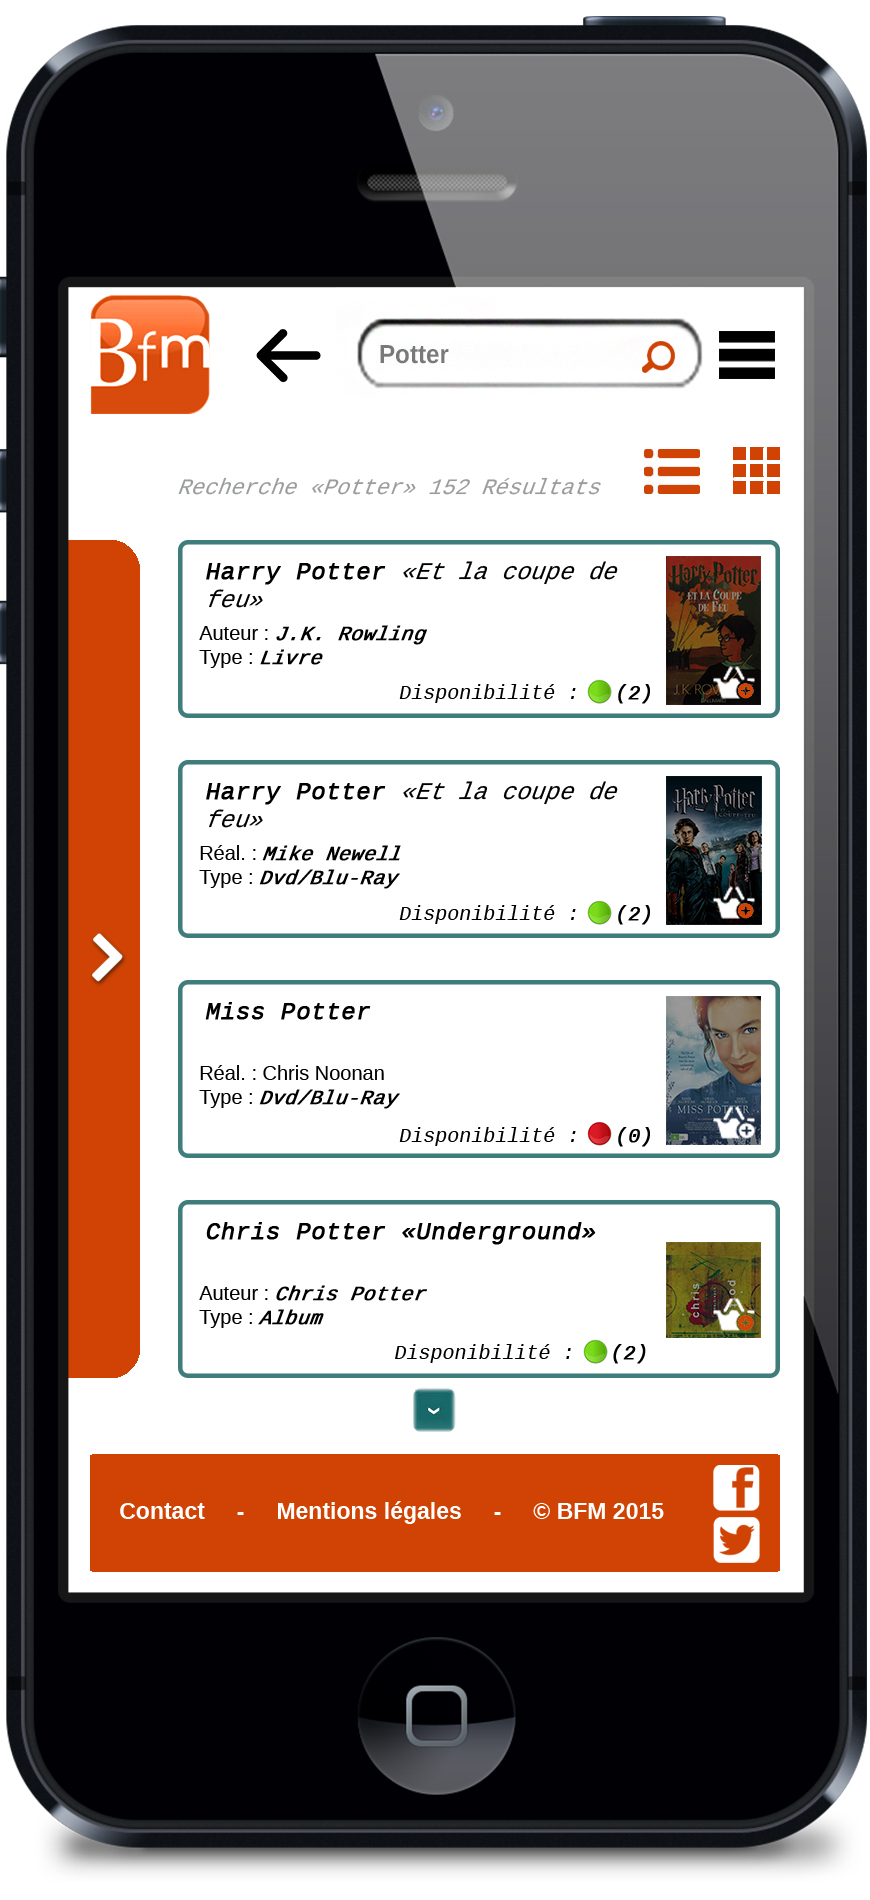 Bfm
Potter
Recherche «Potter» 152 Résultats
Harry Potter «Et la coupe de
feu»
Auteur : J.K. Rowling
Type : Livre
Disponibilité : (2)
Harry Potter
ET LA COUPE
DE FEU
J.K. ROW
Harry Potter «Et la coupe de
feu»
Réal. : Mike Newell
Type : Dvd/Blu-Ray
Disponibilité : (2)
Harry Potter
Miss Potter
Réal. : Chris Noonan
Type : Dvd/Blu-Ray
Disponibilité : (0)
MISS POTTER
Chris Potter «Underground»
Auteur : Chris Potter
Type : Album
Disponibilité : (2)
chris
Contact - Mentions légales - © BFM 2015